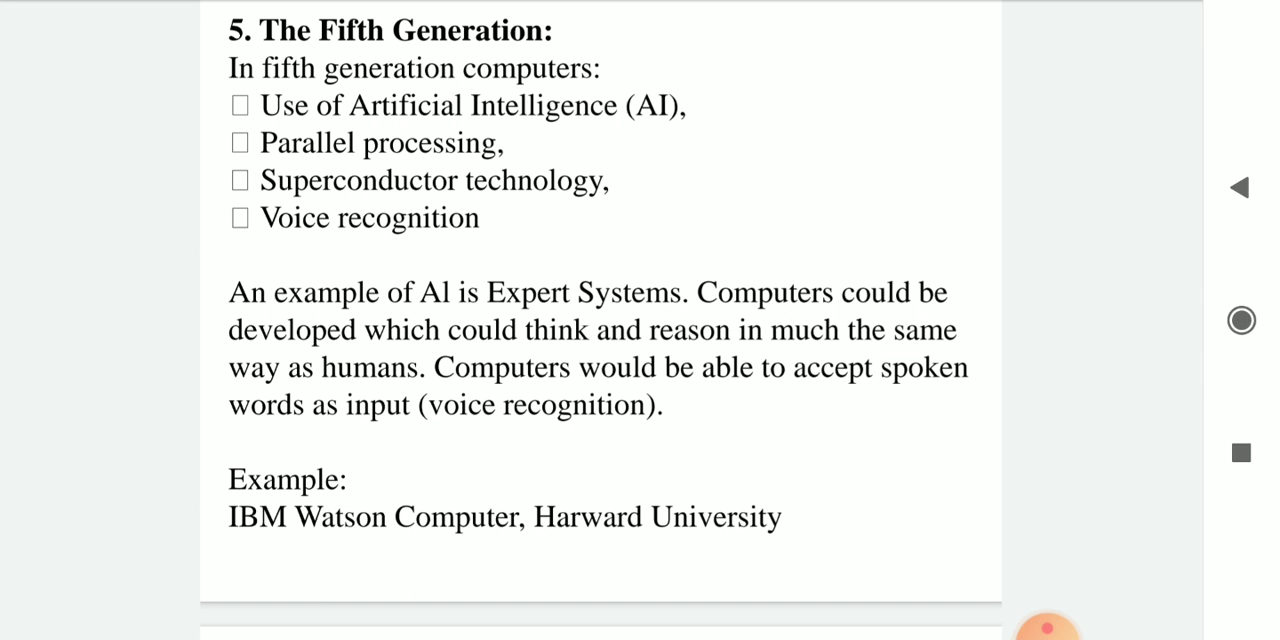 5. The Fifth Generation:
In fifth generation computers:
□ Use of Artificial Intelligence (AI),
□ Parallel processing,
□ Superconductor technology,
□ Voice recognition
An example of Al is Expert Systems. Computers could be
developed which could think and reason in much the same
way as humans. Computers would be able to accept spoken
words as input (voice recognition).
Example:
IBM Watson Computer, Harward University